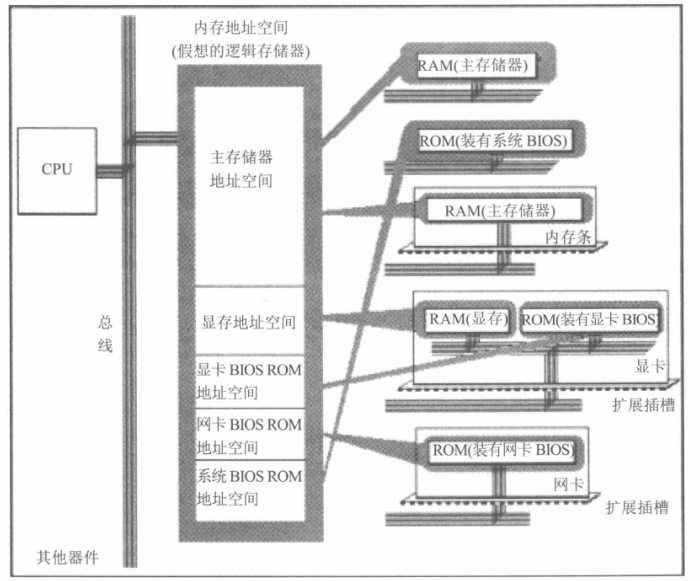 内存地址空间
(假想的逻辑存储器)
CPU
总
线
其他器件
主存储器
地址空间
显存地址空间
显卡 BIOS ROM
地址空间
网卡 BIOS ROM
地址空间
系统 BIOS ROM
地址空间
RAM(主存储器)
ROM(装有系统 BIOS)
RAM(主存储器)
内存条
RAM(显存)
ROM(装有显卡 BIOS)
显卡
扩展插槽
ROM(装有网卡 BIOS)
网卡
扩展插槽